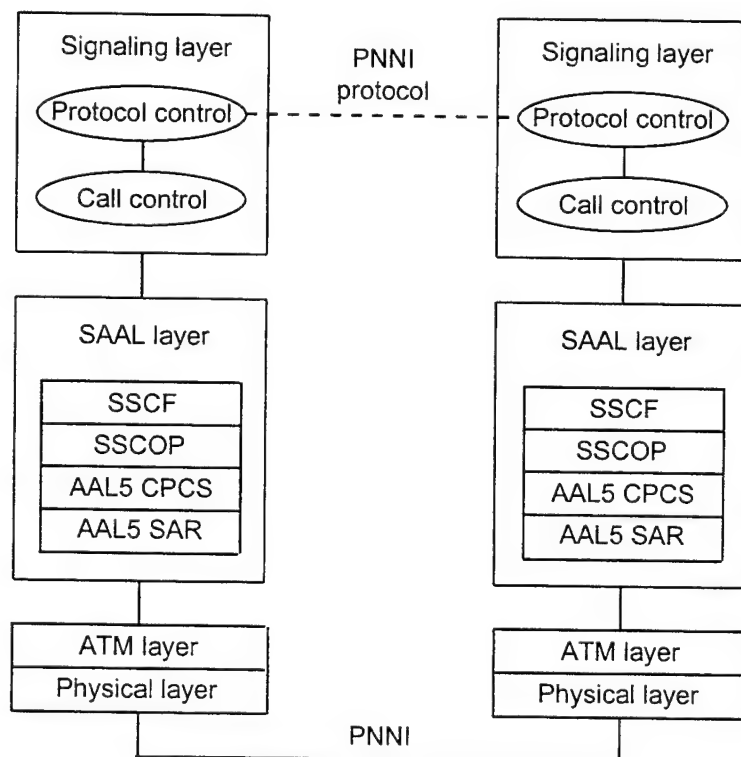 Signaling layer
Protocol control
Call control
SAAL layer
SSCF
SSCOP
AAL5 CPCS
AAL5 SAR
ATM layer
Physical layer
PNNI
protocol
PNNI
Signaling layer
Protocol control
Call control
SAAL layer
SSCF
SSCOP
AAL5 CPCS
AAL5 SAR
ATM layer
Physical layer